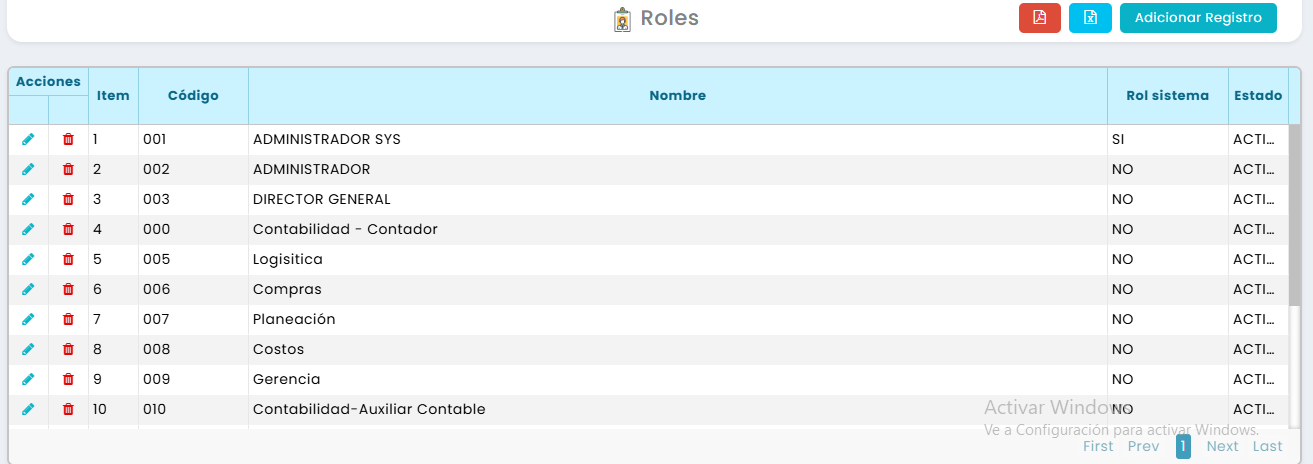 Roles
Adicionar Registro
Acciones Item Código Nombre Rol sistema Estado
1 001 ADMINISTRADOR SYS SI ACTI...
2 002 ADMINISTRADOR NO ACTI...
3 003 DIRECTOR GENERAL NO ACTI...
4 000 Contabilidad - Contador NO ACTI...
5 005 Logisitica NO ACTI...
6 006 Compras NO ACTI...
7 007 Planeación NO ACTI...
8 008 Costos NO ACTI...
9 009 Gerencia NO ACTI...
10 010 Contabilidad-Auxiliar Contable NO ACTI...
Activar Windows
Ve a Configuración para activar Windows.
First Prev 1 Next Last